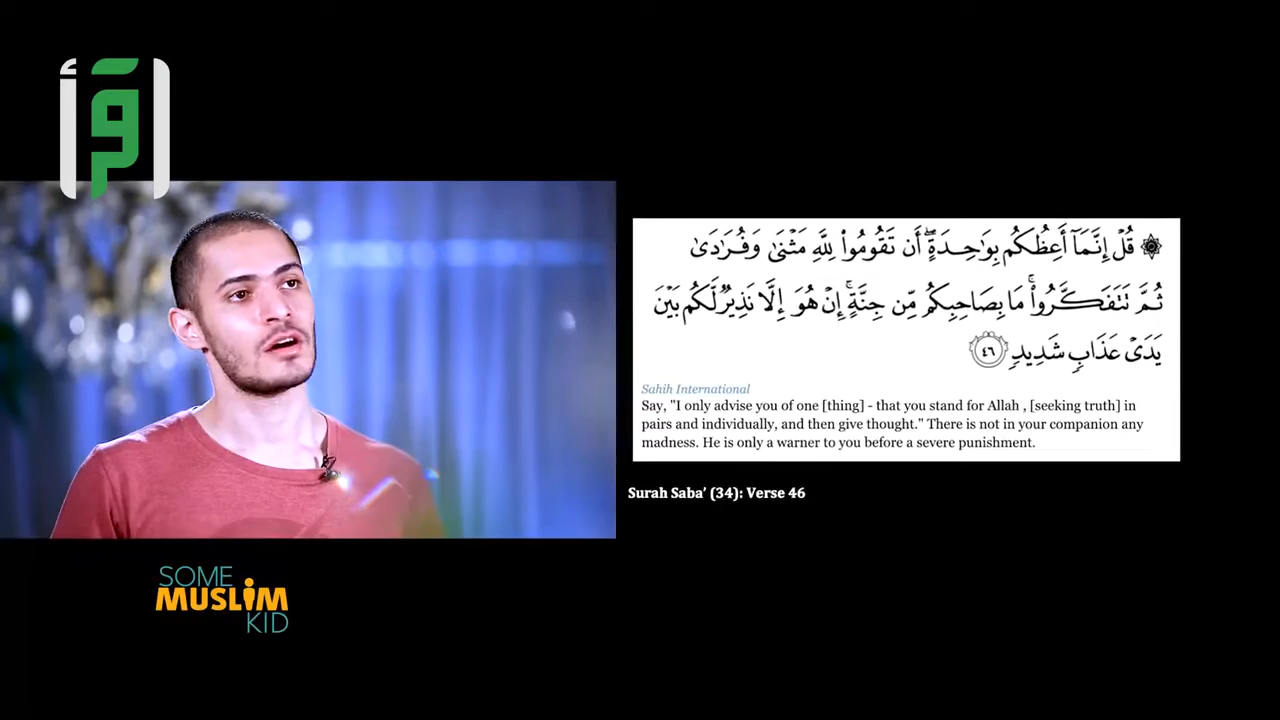 اقرأ
قُلْ إِنَّمَآ أَعِظُكُم بِوَٰحِدَةٍ ۖ أَن تَقُومُوا۟ لِلَّهِ مَثْنَىٰ وَفُرَٰدَىٰ
ثُمَّ تَتَفَكَّرُوا۟ ۚ مَا بِصَاحِبِكُم مِّن جِنَّةٍ ۚ إِنْ هُوَ إِلَّا نَذِيرٌ لَّكُم بَيْنَ
يَدَىْ عَذَابٍ شَدِيدٍ ٤٦
Sahih International
Say, "I only advise you of one [thing] - that you stand for Allah , [seeking truth] in
pairs and individually, and then give thought." There is not in your companion any
madness. He is only a warner to you before a severe punishment.
Surah Saba’ (34): Verse 46
SOME
MUSLiM
KID